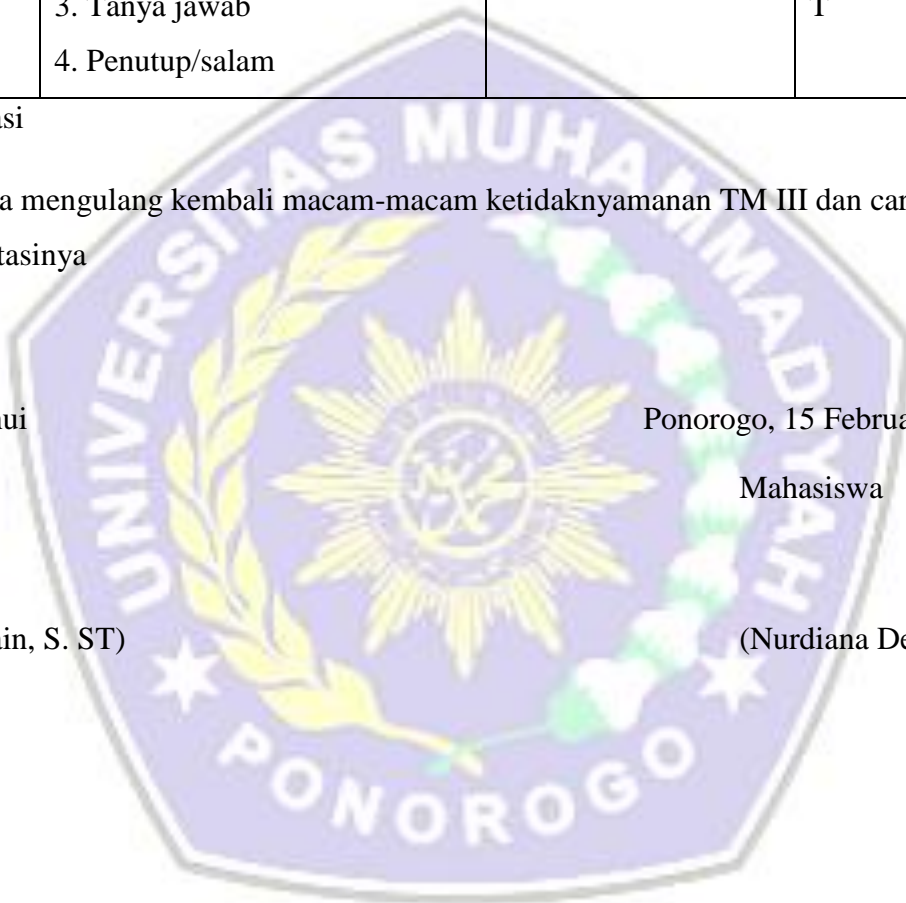 3. Tanya jawab
T
4. Penutup/salam
asi
a mengulang kembali macam-macam ketidaknyamanan TM III dan car
tasinya
ui
Ponorogo, 15 Februa
Mahasiswa
in, S. ST)
(Nurdiana De
UNIVERSITAS MUHAMMADIYAH
PONOROGO